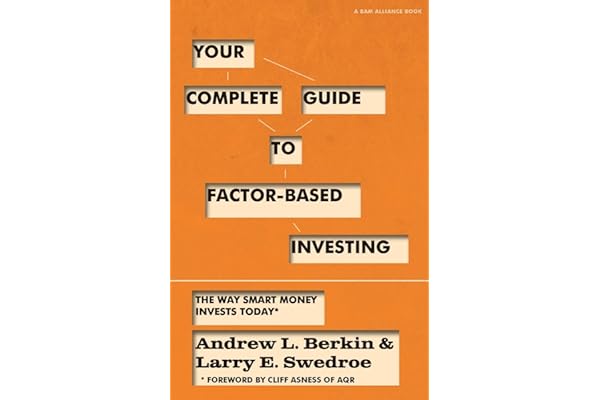 A BAM ALLIANCE BOOK
YOUR
COMPLETE GUIDE
TO
FACTOR-BASED
INVESTING
THE WAY SMART MONEY
INVESTS TODAY*
Andrew L. Berkin &
Larry E. Swedroe
* FOREWORD BY CLIFF ASNESS OF AQR